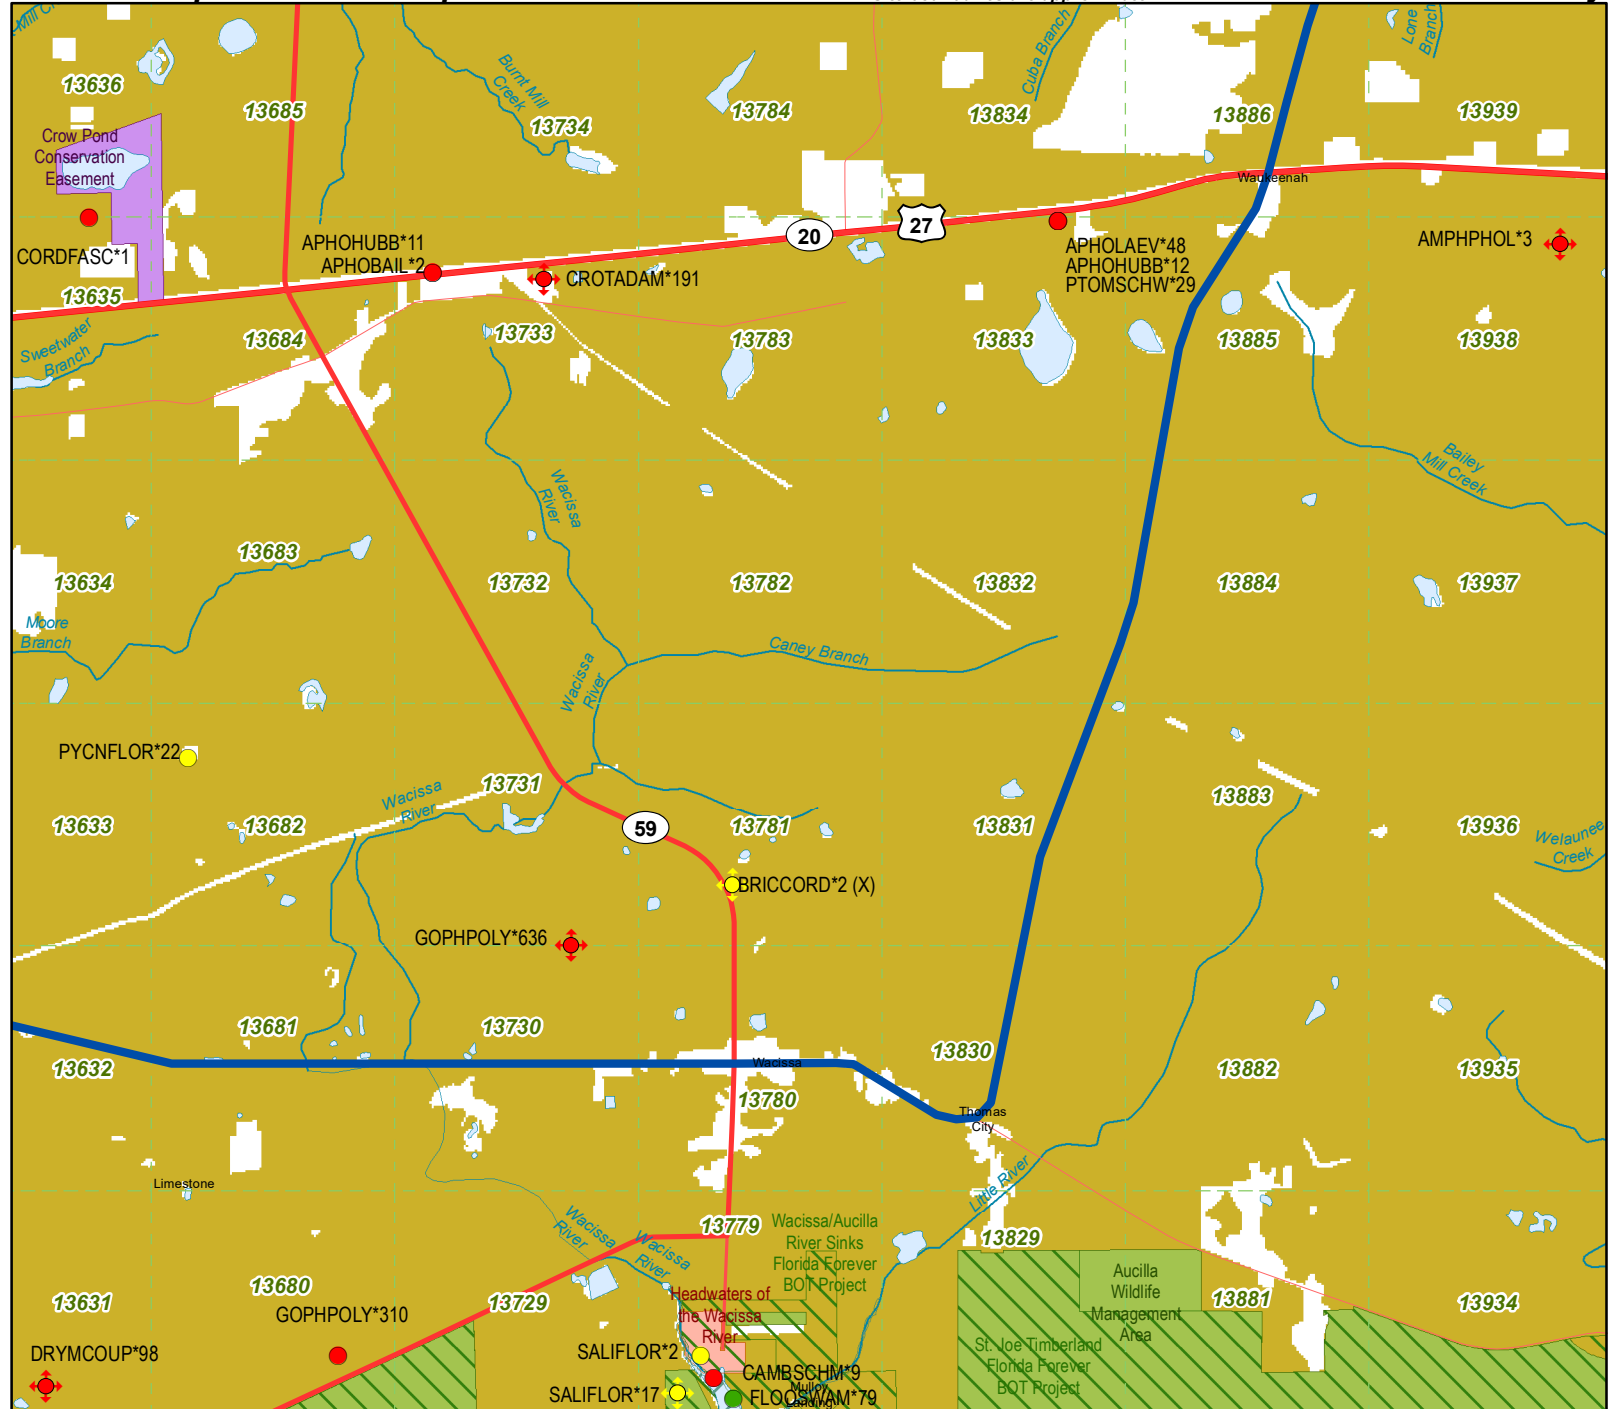 Mill
Burnt Mill
Creek
Cuba Branch
Lone
Branch
13636
13685
13734
13784
13834
13886
13939
Crow Pond
Conservation
Easement
Waukeenah
CORDFASC*1
APHOHUBB*11
APHOBAIL*2
CROTADAM*191
20
27
APHOLAEV*48
APHOHUBB*12
PTOMSCHW*29
AMPHPHOL*3
13635
Sweetwater
Branch
13684
13733
13783
13833
13885
13938
Wacissa
River
Bailey
Mill Creek
13634
13683
13732
13782
13832
13884
13937
Moore
Branch
Caney Branch
Wacissa
River
PYCNFLOR*22
13731
Wacissa
River
13883
13633
13682
59
13781
13831
13936
Welaunee
Creek
BRICCORD*2 (X)
GOPHPOLY*636
13681
13730
13830
13632
Wacissa
13882
13935
13780
Thomas
City
Limestone
Little River
Wacissa
River
Wacissa
River
13779
Wacissa/Aucilla
River Sinks
Florida Forever
BOT Project
13829
Aucilla
Wildlife
Management
Area
13631
13680
13729
Headwaters of
the Wacissa
River
13881
13934
GOPHPOLY*310
St. Joe Timberland
Florida Forever
BOT Project
DRYMCOUP*98
SALIFLOR*2
CAMBSCHM*9
SALIFLOR*17
Mulloy
Landing
FLOOSWAM*79